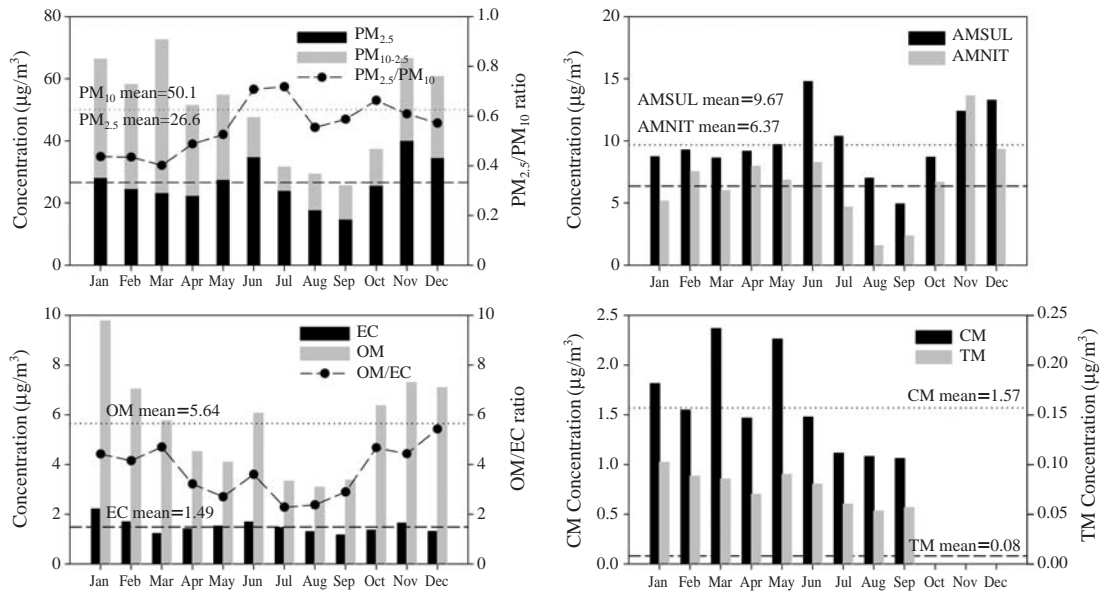 80
60
40
20
0
Concentration (µg/m³)
PM2.5
PM10-2.5
PM2.5/PM10
PM10 mean=50.1
PM2.5 mean=26.6
1.0
0.8
0.6
0.4
0.2
0
PM2.5/PM10 ratio
Jan Feb Mar Apr May Jun Jul Aug Sep Oct Nov Dec
20
15
10
5
0
Concentration (µg/m³)
AMSUL
AMNIT
AMSUL mean=9.67
AMNIT mean=6.37
Jan Feb Mar Apr May Jun Jul Aug Sep Oct Nov Dec
10
8
6
4
2
0
Concentration (µg/m³)
EC
OM
OM/EC
OM mean=5.64
EC mean=1.49
10
8
6
4
2
0
OM/EC ratio
Jan Feb Mar Apr May Jun Jul Aug Sep Oct Nov Dec
2.5
2.0
1.5
1.0
0.5
0.0
CM Concentration (µg/m³)
CM
TM
CM mean=1.57
TM mean=0.08
0.25
0.20
0.15
0.10
0.05
0.00
TM Concentration (µg/m³)
Jan Feb Mar Apr May Jun Jul Aug Sep Oct Nov Dec